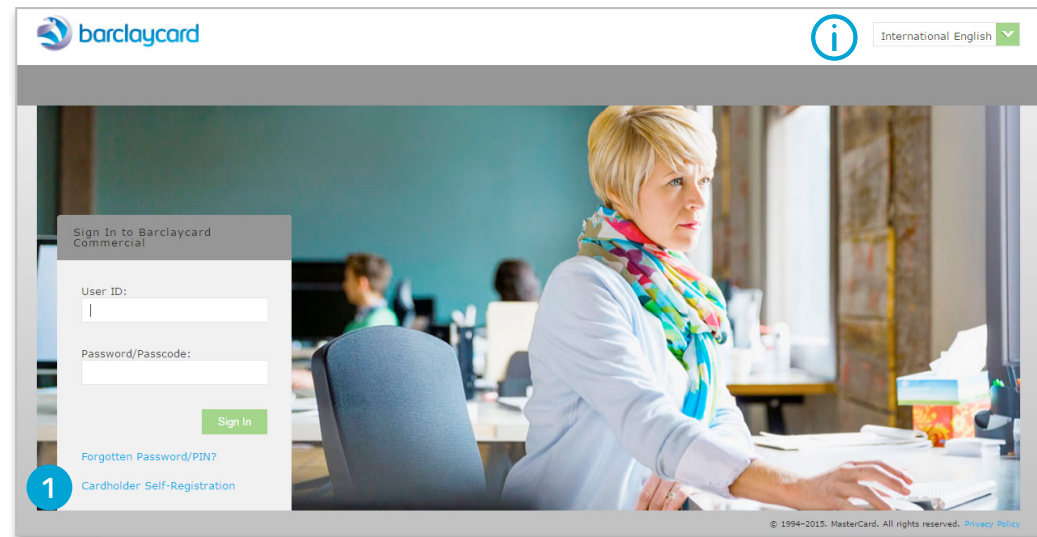 barclaycard
i
International English
Sign In to Barclaycard
Commercial
User ID:
Password/Passcode:
Sign In
Forgotten Password/PIN?
1
Cardholder Self-Registration
© 1994-2015. MasterCard. All rights reserved. Privacy Policy